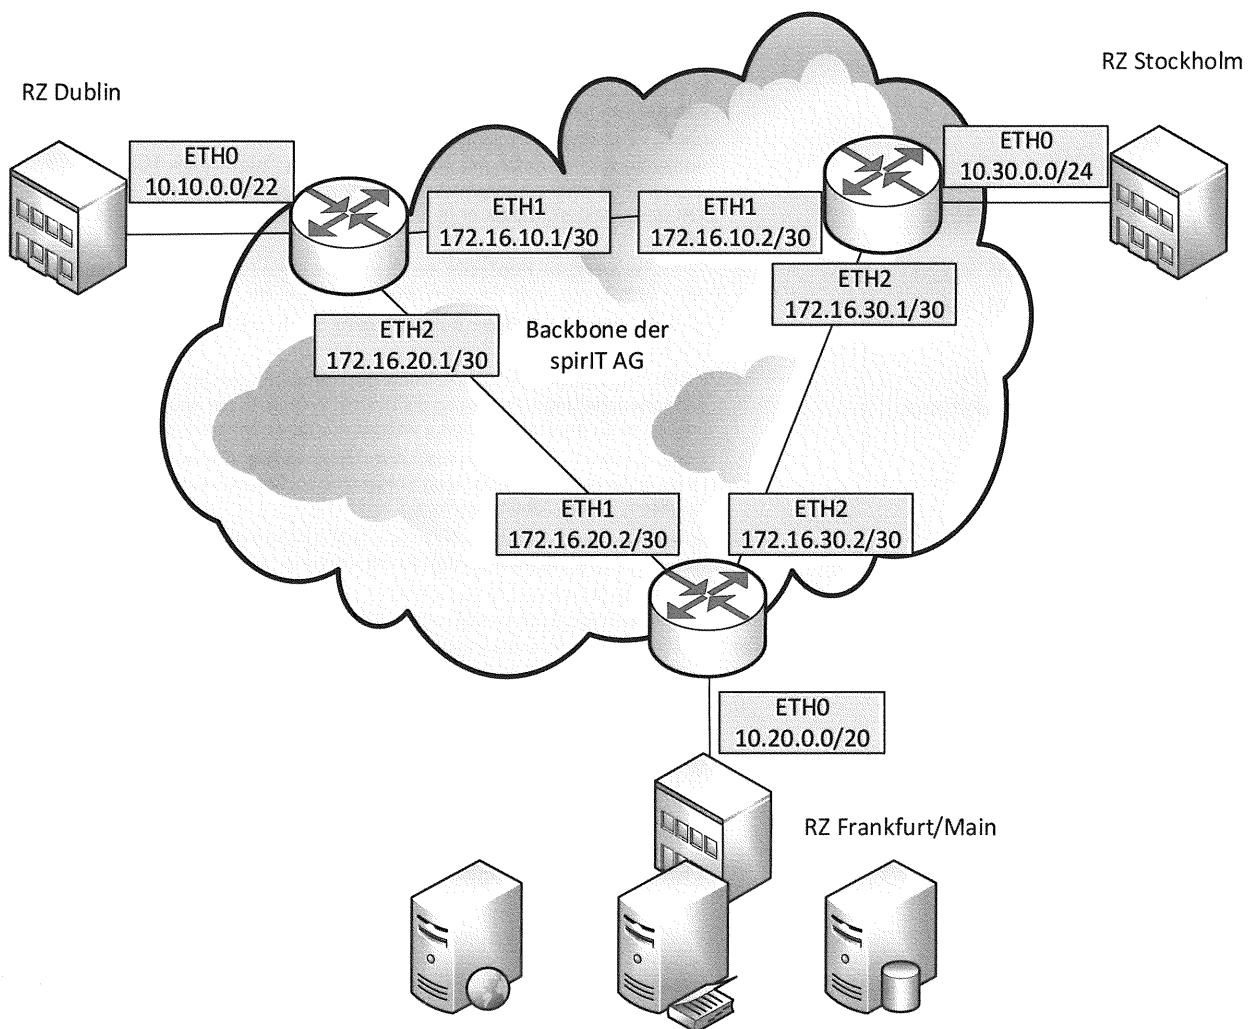 RZ Stockholm
RZ Dublin
ETH0
10.10.0.0/22
ETH0
10.30.0.0/24
ETH1
172.16.10.1/30
ETH1
172.16.10.2/30
ETH2
172.16.30.1/30
ETH2
172.16.20.1/30
Backbone der
spirIT AG
ETH1
172.16.20.2/30
ETH2
172.16.30.2/30
ETH0
10.20.0.0/20
RZ Frankfurt/Main